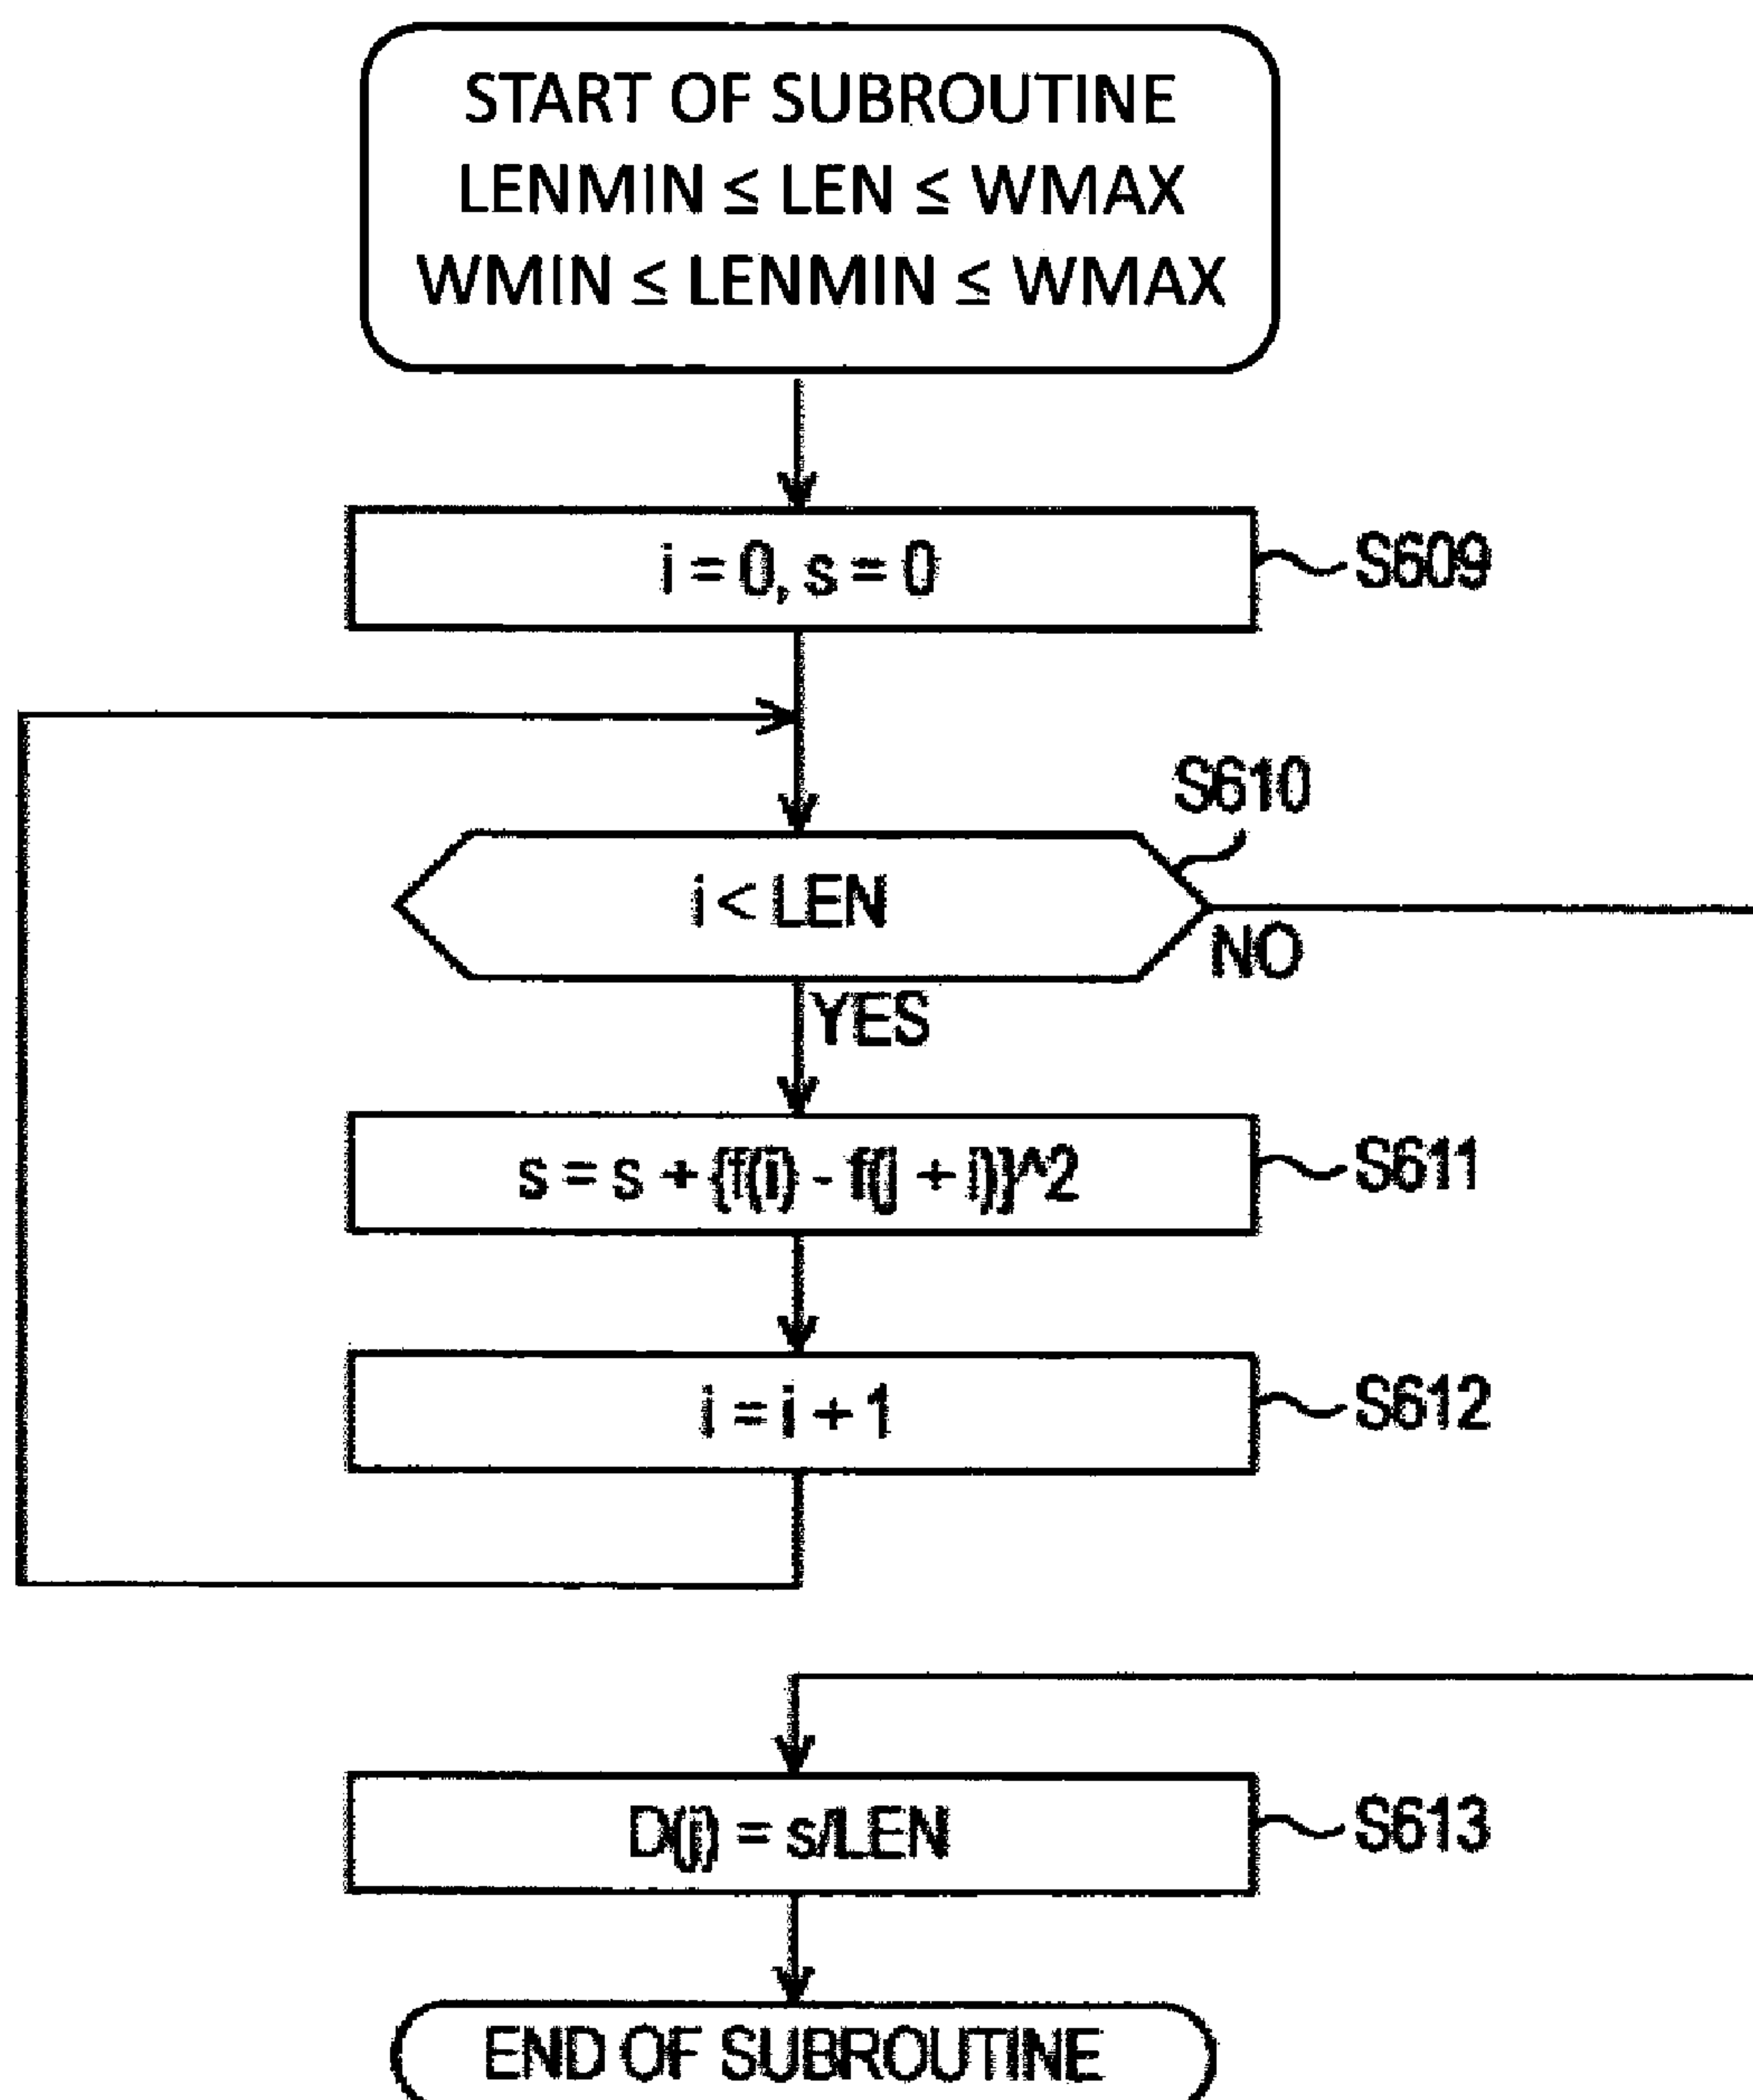 START OF SUBROUTINE
LENMIN ≤ LEN ≤ WMAX
WMIN ≤ LENMIN ≤ WMAX
i = 0, s = 0
S609
S610
i < LEN
NO
YES
s = s + {f(i) - f(j + i)}^2
S611
i = i + 1
S612
D(j) = s/LEN
S613
END OF SUBROUTINE